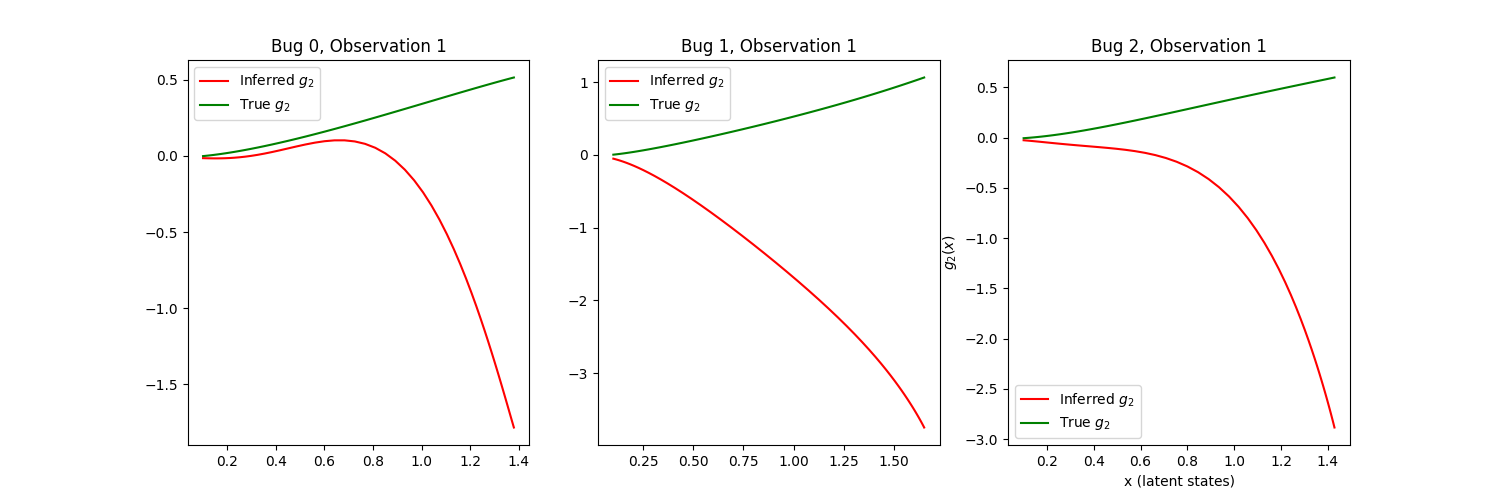 Bug 0, Observation 1
Inferred g₂
True g₂
0.5
0.0
−0.5
−1.0
−1.5
0.2 0.4 0.6 0.8 1.0 1.2 1.4
Bug 1, Observation 1
Inferred g₂
True g₂
1
0
−1
−2
−3
0.25 0.50 0.75 1.00 1.25 1.50
Bug 2, Observation 1
g₂(x)
0.5
0.0
−0.5
−1.0
−1.5
−2.0
−2.5
−3.0
Inferred g₂
True g₂
0.2 0.4 0.6 0.8 1.0 1.2 1.4
x (latent states)